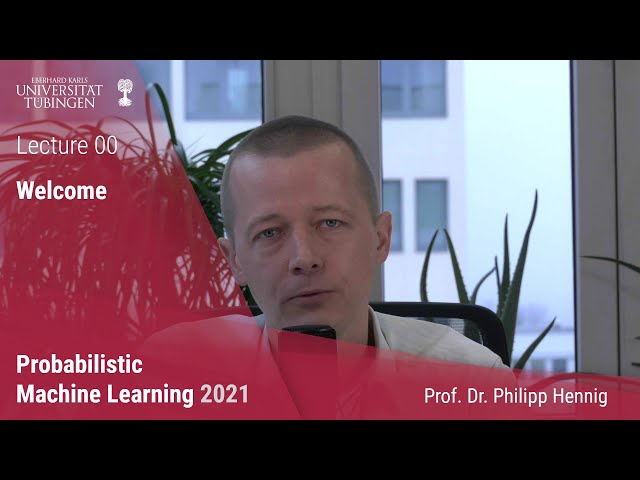 EBERHARD KARLS
UNIVERSITÄT
TÜBINGEN
Lecture 00
Welcome
Probabilistic
Machine Learning 2021
Prof. Dr. Philipp Hennig